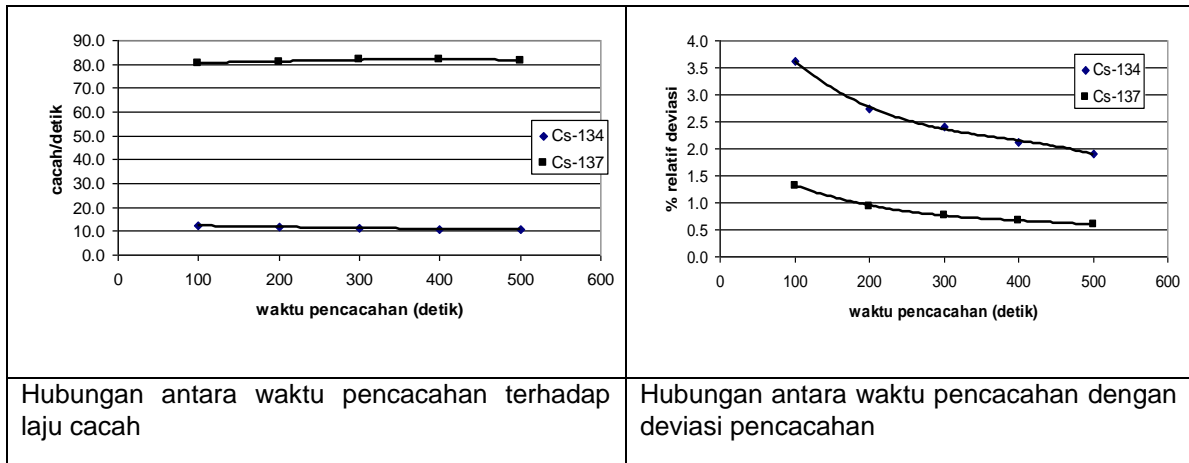 90.0
80.0
70.0
60.0
50.0
40.0
30.0
20.0
10.0
0.0
cacah/detik
0 100 200 300 400 500 600
waktu pencacahan (detik)
Cs-134
Cs-137
4.0
3.5
3.0
2.5
2.0
1.5
1.0
0.5
0.0
% relatif deviasi
0 100 200 300 400 500 600
waktu pencacahan (detik)
Cs-134
Cs-137
Hubungan antara waktu pencacahan terhadap
laju cacah
Hubungan antara waktu pencacahan dengan
deviasi pencacahan